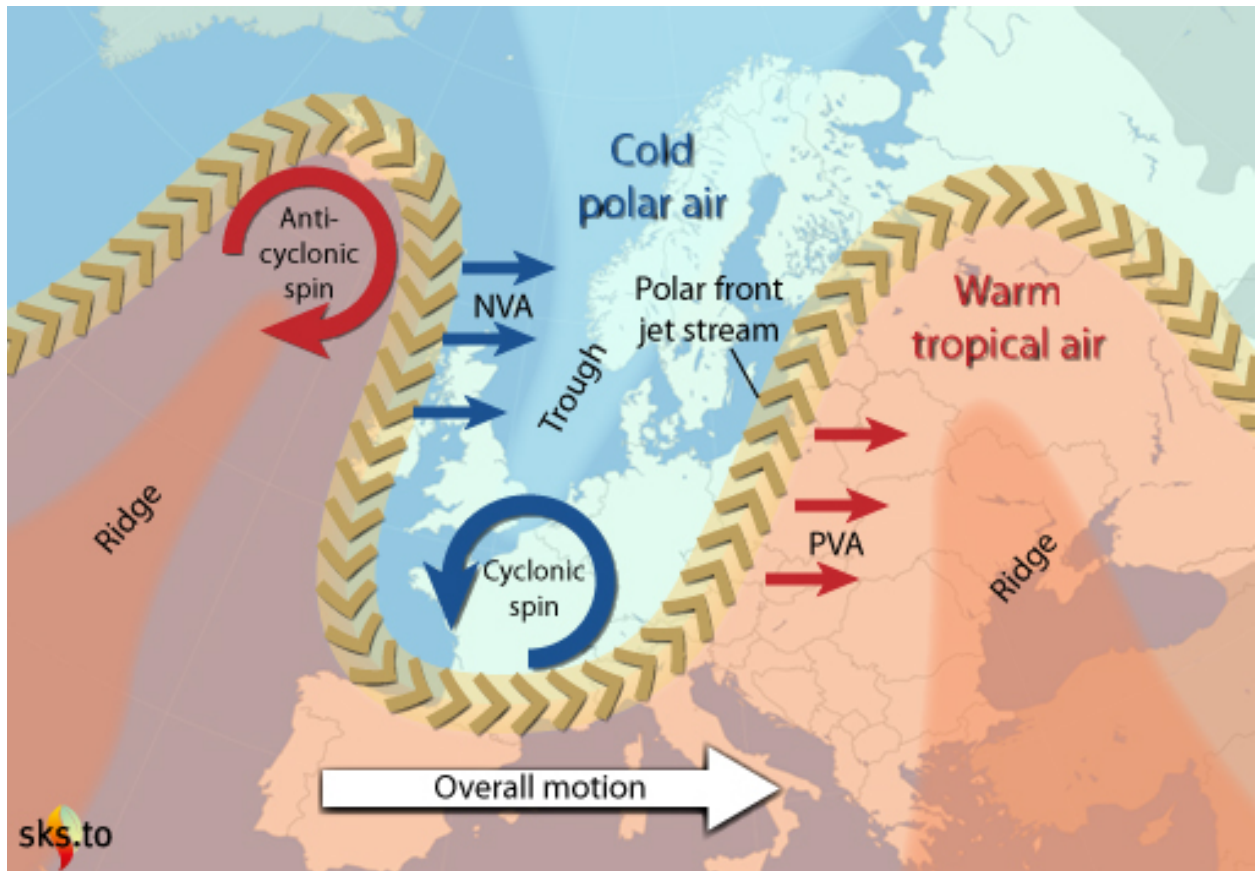 Cold
polar air
Anti-
cyclonic
spin
NVA
Polar front
jet stream
Warm
tropical air
Trough
Ridge
PVA
Cyclonic
spin
Ridge
Overall motion
sks.to